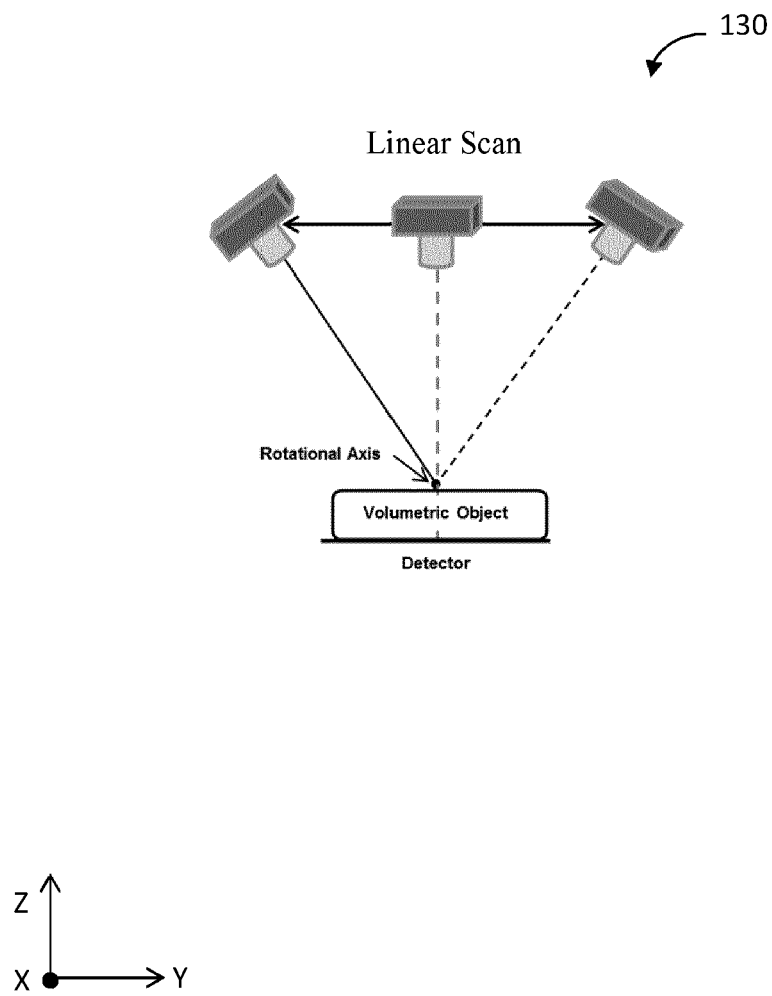 130
Linear Scan
Rotational Axis
Volumetric Object
Detector
Z
X
Y